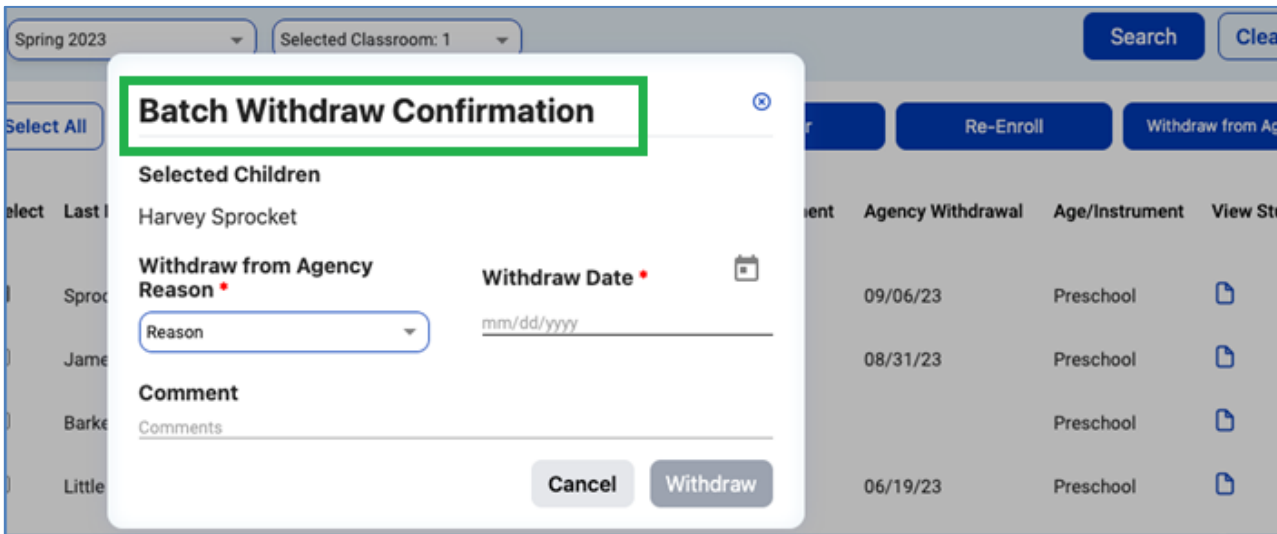 Spring 2023 Selected Classroom: 1 Search Clea
Batch Withdraw Confirmation
Select All Re-Enroll Withdraw from Ag
Selected Children
Harvey Sprocket
elect Last Agency Withdrawal Age/Instrument View Stu
Withdraw from Agency
Reason * Withdraw Date *
Sproc 09/06/23 Preschool
Reason mm/dd/yyyy
Jame 08/31/23 Preschool
Comment
Comments
Barke Preschool
Cancel Withdraw
Little 06/19/23 Preschool